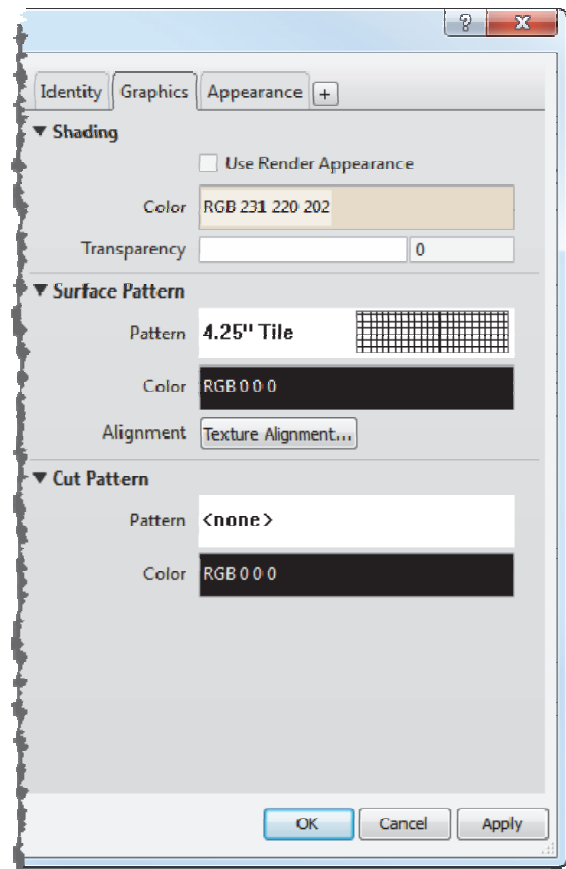 Identity Graphics Appearance +
Shading
Use Render Appearance
Color RGB 231 220 202
Transparency 0
Surface Pattern
Pattern 4.25" Tile
Color RGB 0 0 0
Alignment Texture Alignment...
Cut Pattern
Pattern <none>
Color RGB 0 0 0
OK Cancel Apply